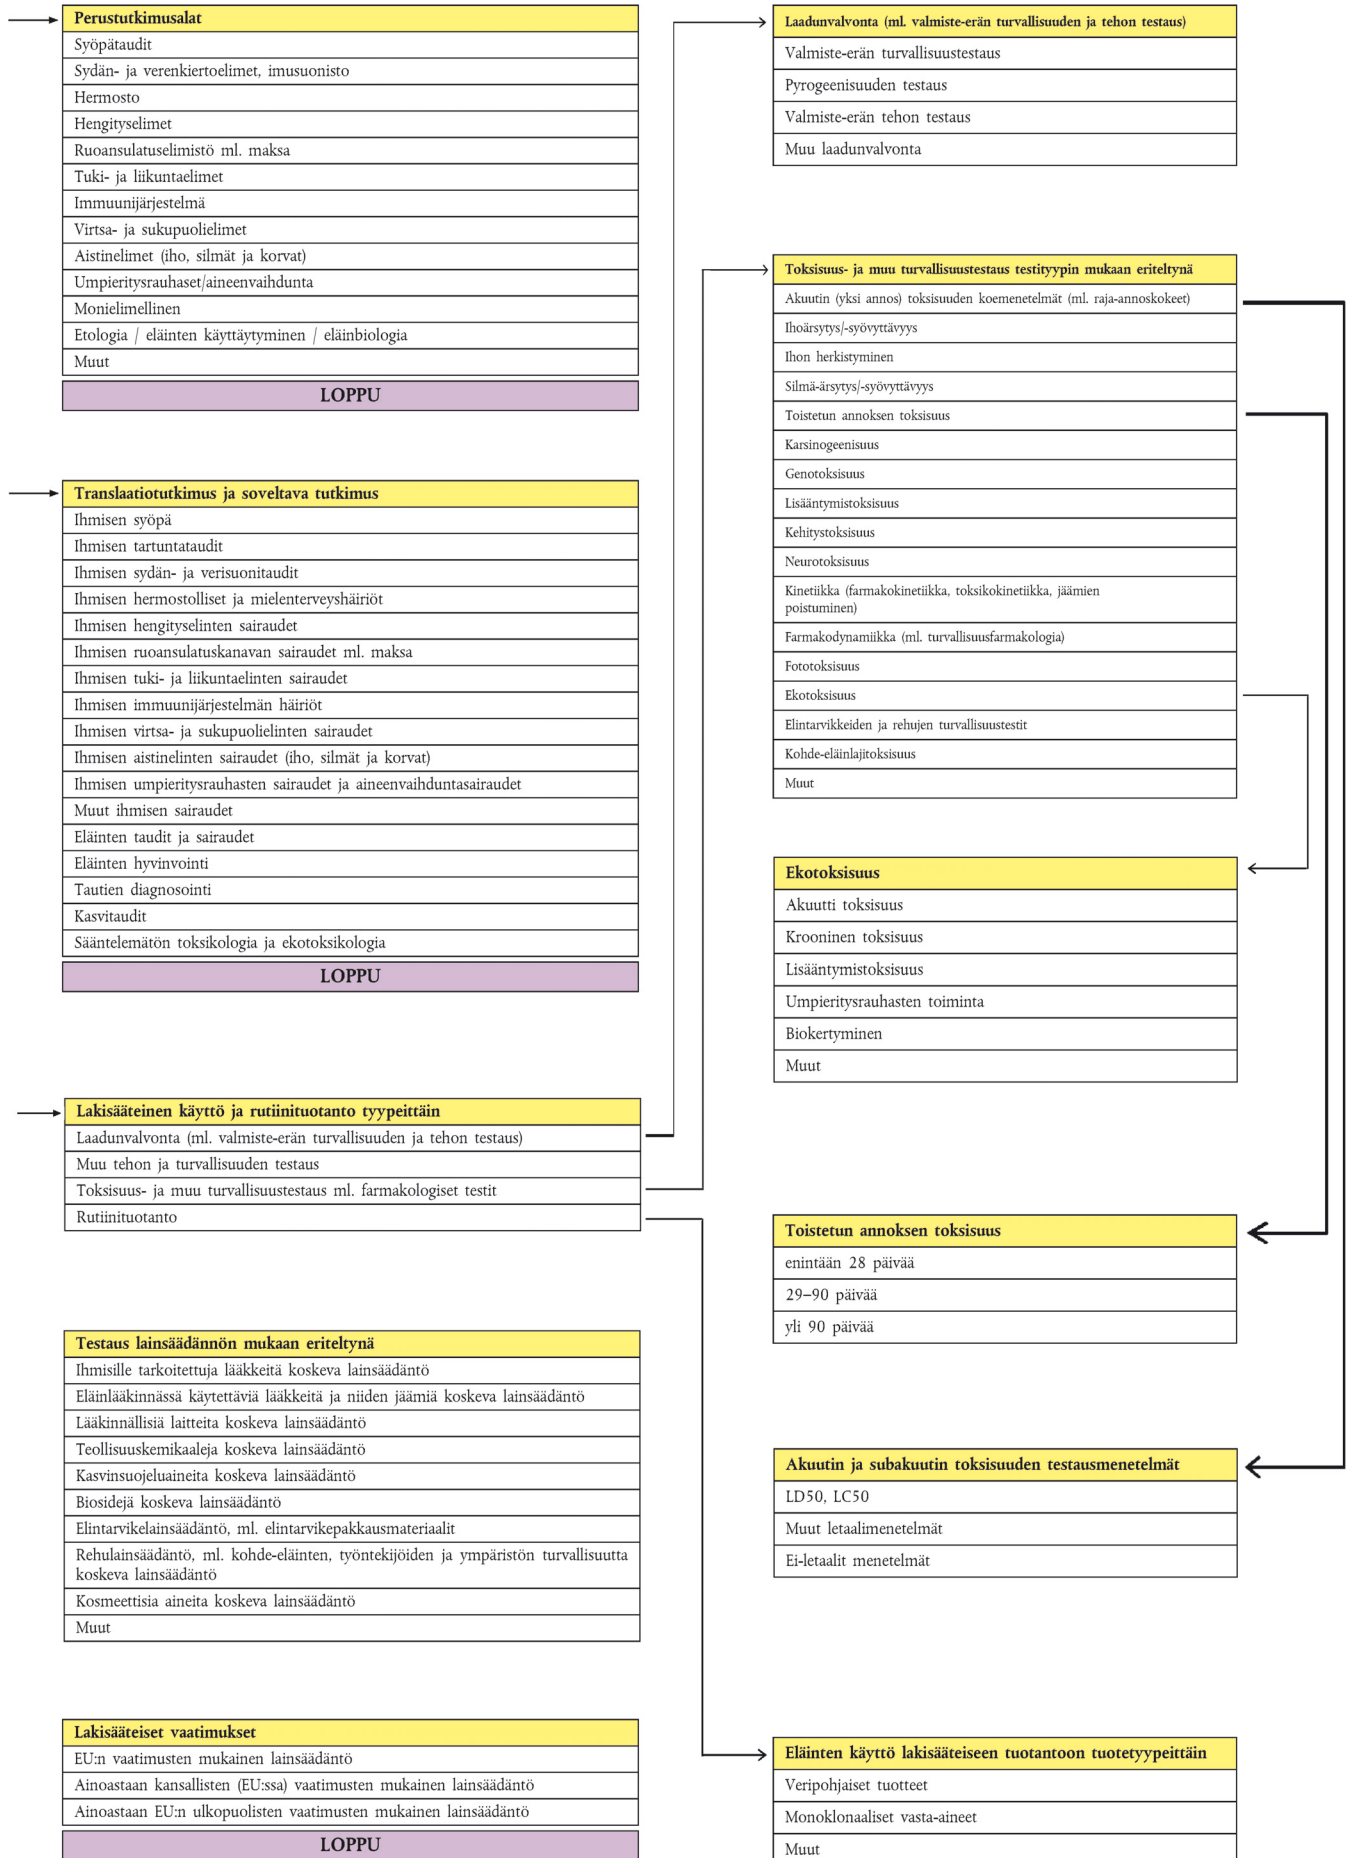 Perustutkimusalat
Syöpätaudit
Sydän- ja verenkiertoelimet, imusuonisto
Hermosto
Hengityselimet
Ruoansulatuselimistö ml. maksa
Tuki- ja liikuntaelimet
Immuunijärjestelmä
Virtsa- ja sukupuolielimet
Aistinelimet (iho, silmät ja korvat)
Umpieritysrauhaset/aineenvaihdunta
Monielimellinen
Etologia / eläinten käyttäytyminen / eläinbiologia
Muut
LOPPU
Translaatiotutkimus ja soveltava tutkimus
Ihmisen syöpä
Ihmisen tartuntataudit
Ihmisen sydän- ja verisuonitaudit
Ihmisen hermostolliset ja mielenterveyshäiriöt
Ihmisen hengityselinten sairaudet
Ihmisen ruoansulatuskanavan sairaudet ml. maksa
Ihmisen tuki- ja liikuntaelinten sairaudet
Ihmisen immuunijärjestelmän häiriöt
Ihmisen virtsa- ja sukupuolielinten sairaudet
Ihmisen aistinelinten sairaudet (iho, silmät ja korvat)
Ihmisen umpieritysrauhasten sairaudet ja aineenvaihduntasairaudet
Muut ihmisen sairaudet
Eläinten taudit ja sairaudet
Eläinten hyvinvointi
Tautien diagnosointi
Kasvitaudit
Sääntelemätön toksikologia ja ekotoksikologia
LOPPU
Lakisääteinen käyttö ja rutiinituotanto tyypeittäin
Laadunvalvonta (ml. valmiste-erän turvallisuuden ja tehon testaus)
Muu tehon ja turvallisuuden testaus
Toksisuus- ja muu turvallisuustestaus ml. farmakologiset testit
Rutiinituotanto
Testaus lainsäädännön mukaan eriteltynä
Ihmisille tarkoitettuja lääkkeitä koskeva lainsäädäntö
Eläinlääkinnässä käytettäviä lääkkeitä ja niiden jäämiä koskeva lainsäädäntö
Lääkinnällisiä laitteita koskeva lainsäädäntö
Teollisuuskemikaaleja koskeva lainsäädäntö
Kasvinsuojeluaineita koskeva lainsäädäntö
Biosidejä koskeva lainsäädäntö
Elintarvikelainsäädäntö, ml. elintarvikepakkausmateriaalit
Rehulainsäädäntö, ml. kohde-eläinten, työntekijöiden ja ympäristön turvallisuutta
koskeva lainsäädäntö
Kosmeettisia aineita koskeva lainsäädäntö
Muut
Lakisääteiset vaatimukset
EU:n vaatimusten mukainen lainsäädäntö
Ainoastaan kansallisten (EU:ssa) vaatimusten mukainen lainsäädäntö
Ainoastaan EU:n ulkopuolisten vaatimusten mukainen lainsäädäntö
LOPPU
Laadunvalvonta (ml. valmiste-erän turvallisuuden ja tehon testaus)
Valmiste-erän turvallisuustestaus
Pyrogeenisuuden testaus
Valmiste-erän tehon testaus
Muu laadunvalvonta
Toksisuus- ja muu turvallisuustestaus testityypin mukaan eriteltynä
Akuutin (yksi annos) toksisuuden koemenetelmät (ml. raja-annoskokeet)
Ihoärsytys/-syövyttävyys
Ihon herkistyminen
Silmä-ärsytys/-syövyttävyys
Toistetun annoksen toksisuus
Karsinogeenisuus
Genotoksisuus
Lisääntymistoksisuus
Kehitystoksisuus
Neurotoksisuus
Kinetiikka (farmakokinetiikka, toksikokinetiikka, jäämien
poistuminen)
Farmakodynamiikka (ml. turvallisuusfarmakologia)
Fototoksisuus
Ekotoksisuus
Elintarvikkeiden ja rehujen turvallisuustestit
Kohde-eläinlajitoksisuus
Muut
Ekotoksisuus
Akuutti toksisuus
Krooninen toksisuus
Lisääntymistoksisuus
Umpieritysrauhasten toiminta
Biokertyminen
Muut
Toistetun annoksen toksisuus
enintään 28 päivää
29–90 päivää
yli 90 päivää
Akuutin ja subakuutin toksisuuden testausmenetelmät
LD50, LC50
Muut letaalimenetelmät
Ei-letaalit menetelmät
Eläinten käyttö lakisääteiseen tuotantoon tuotetyypeittäin
Veripohjaiset tuotteet
Monoklonaaliset vasta-aineet
Muut